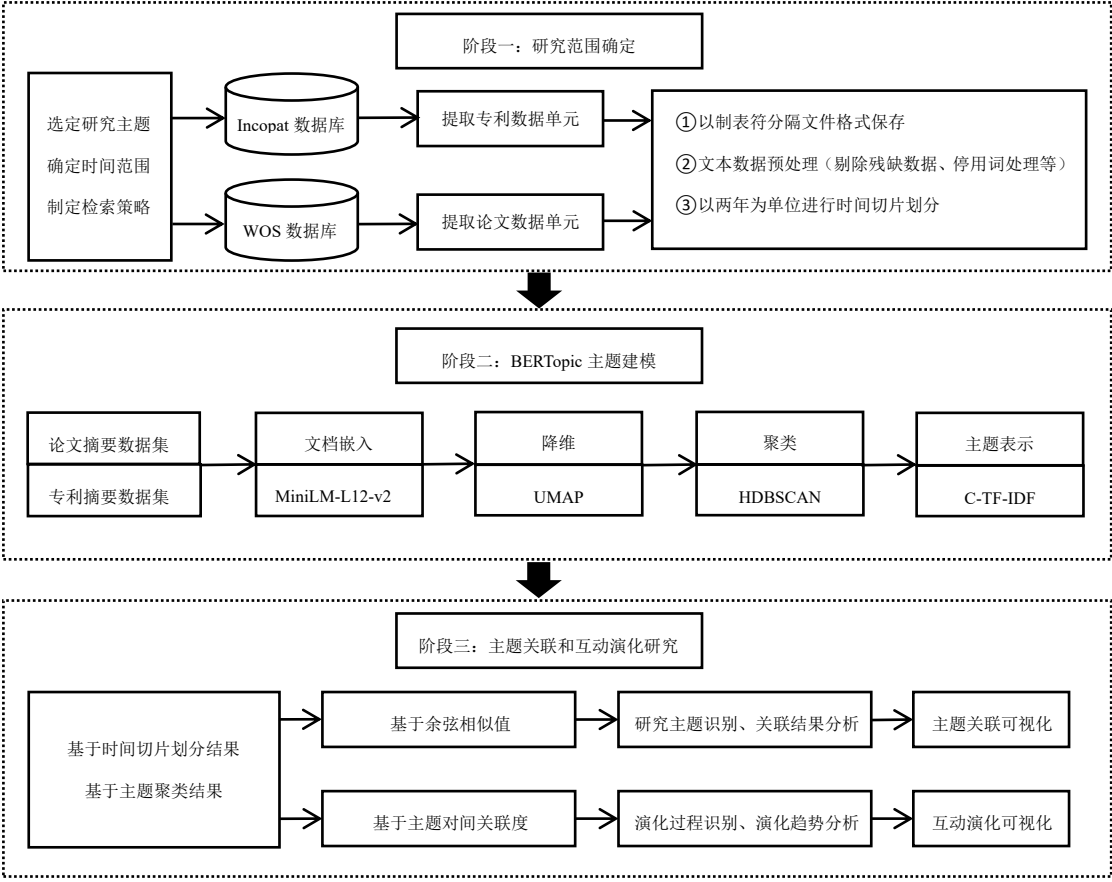 阶段一：研究范围确定
选定研究主题
确定时间范围
制定检索策略
Incopat 数据库
WOS 数据库
提取专利数据单元
提取论文数据单元
①以制表符分隔文件格式保存
②文本数据预处理（剔除残缺数据、停用词处理等）
③以两年为单位进行时间切片划分
阶段二：BERTopic 主题建模
论文摘要数据集
专利摘要数据集
文档嵌入
MiniLM-L12-v2
降维
UMAP
聚类
HDBSCAN
主题表示
C-TF-IDF
阶段三：主题关联和互动演化研究
基于时间切片划分结果
基于主题聚类结果
基于余弦相似值
研究主题识别、关联结果分析
主题关联可视化
基于主题对间关联度
演化过程识别、演化趋势分析
互动演化可视化